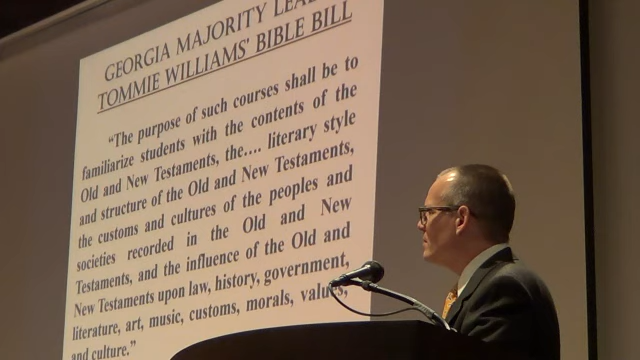 GEORGIA MAJORITY
TOMMIE WILLIAMS' BIBLE BILL
"The purpose of such courses shall be to
familiarize students with the contents of the
Old and New Testaments, the.... literary style
and structure of the Old and New Testaments,
the customs and cultures of the peoples and
societies recorded in the Old and New
Testaments, and the influence of the Old and
New Testaments upon law, history, government,
literature, art, music, customs, morals, values,
and culture."